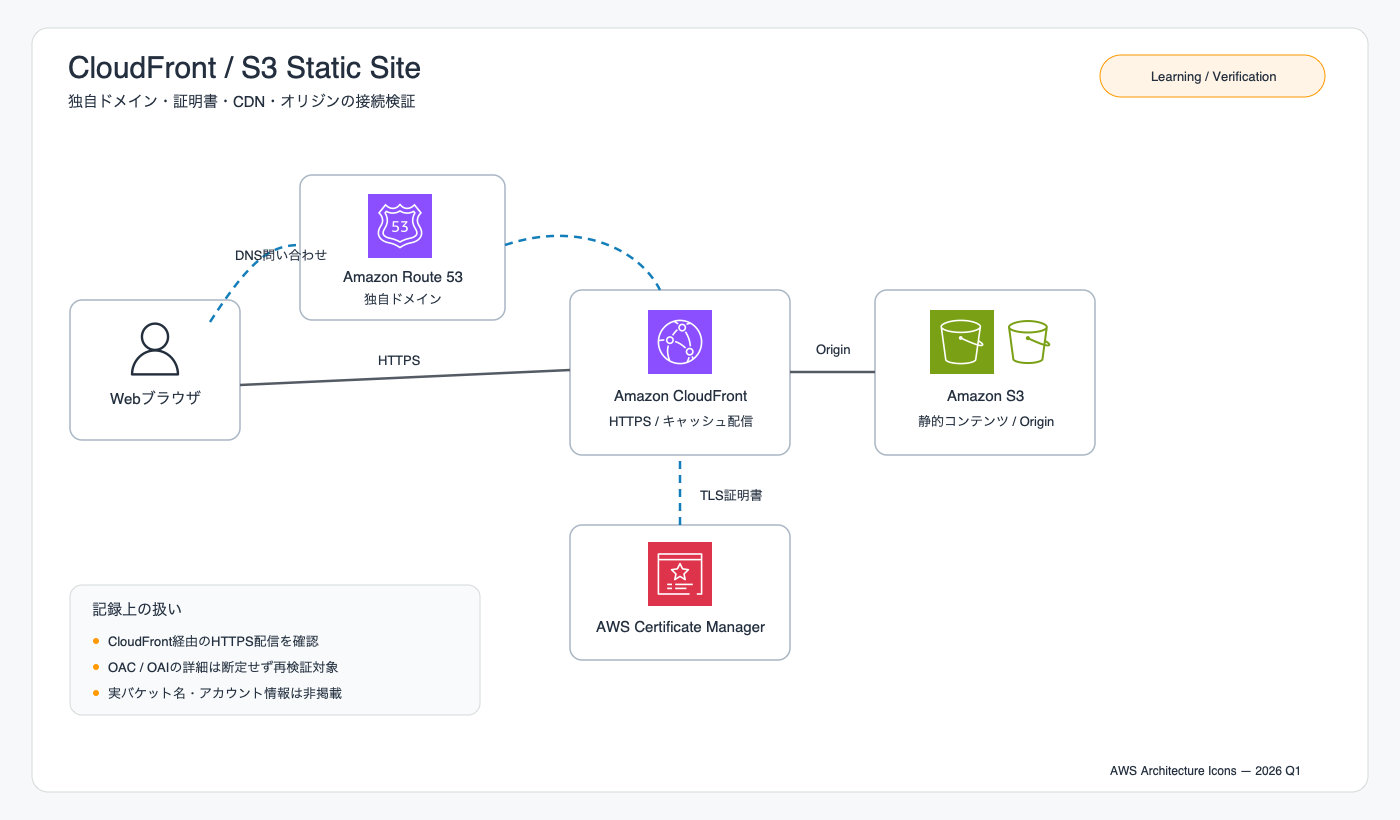 CloudFront / S3 Static Site
独自ドメイン・証明書・CDN・オリジンの接続検証
Learning / Verification
53
Amazon Route 53
独自ドメイン
DNS問い合わせ
Webブラウザ
HTTPS
Amazon CloudFront
HTTPS / キャッシュ配信
Origin
Amazon S3
静的コンテンツ / Origin
TLS証明書
AWS Certificate Manager
記録上の扱い
CloudFront経由のHTTPS配信を確認
OAC / OAIの詳細は断定せず再検証対象
実バケット名・アカウント情報は非掲載
AWS Architecture Icons — 2026 Q1